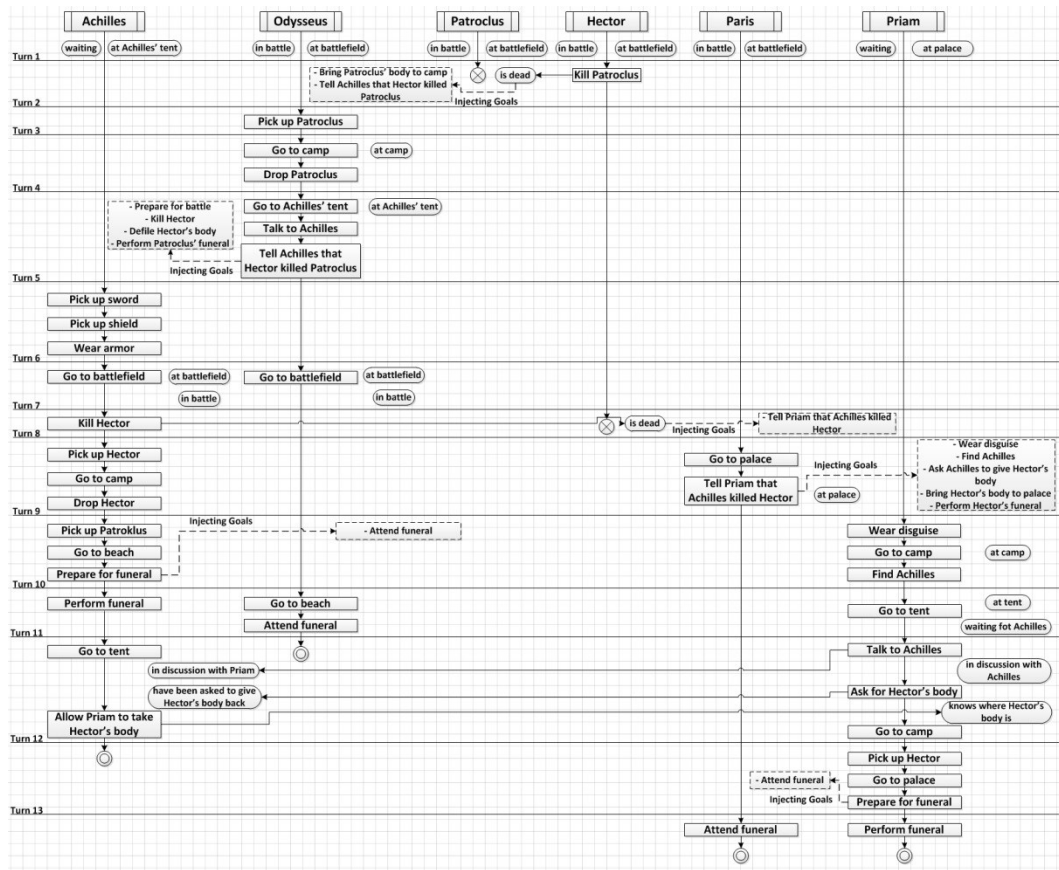 Achilles
Odysseus
Patroclus
Hector
Paris
Priam
waiting
at Achilles' tent
in battle
at battlefield
in battle
at battlefield
in battle
at battlefield
in battle
at battlefield
waiting
at palace
Turn 1
- Bring Patroclus' body to camp
- Tell Achilles that Hector killed
Patroclus
is dead
Kill Patroclus
Injecting Goals
Turn 2
Pick up Patroclus
Turn 3
Go to camp
at camp
Drop Patroclus
Turn 4
- Prepare for battle
- Kill Hector
- Defile Hector's body
- Perform Patroclus' funeral
Go to Achilles' tent
at Achilles' tent
Talk to Achilles
Tell Achilles that
Hector killed Patroclus
Injecting Goals
Turn 5
Pick up sword
Pick up shield
Wear armor
Turn 6
Go to battlefield
at battlefield
in battle
Go to battlefield
at battlefield
in battle
Turn 7
Kill Hector
is dead
Injecting Goals
- Tell Priam that Achilles killed
Hector
Turn 8
Pick up Hector
Go to camp
Drop Hector
Go to palace
Tell Priam that
Achilles killed Hector
Injecting Goals
at palace
- Wear disguise
- Find Achilles
- Ask Achilles to give Hector's
body
- Bring Hector's body to palace
- Perform Hector's funeral
Turn 9
Pick up Patroklus
Injecting Goals
- Attend funeral
Wear disguise
Go to beach
Go to camp
at camp
Prepare for funeral
Find Achilles
Turn 10
Perform funeral
Go to beach
Attend funeral
Go to tent
at tent
waiting fot Achilles
Turn 11
Go to tent
Talk to Achilles
in discussion with Priam
in discussion with
Achilles
have been asked to give
Hector's body back
Ask for Hector's body
Allow Priam to take
Hector's body
knows where Hector's
body is
Go to camp
Turn 12
Pick up Hector
- Attend funeral
Go to palace
Injecting Goals
Prepare for funeral
Turn 13
Attend funeral
Perform funeral